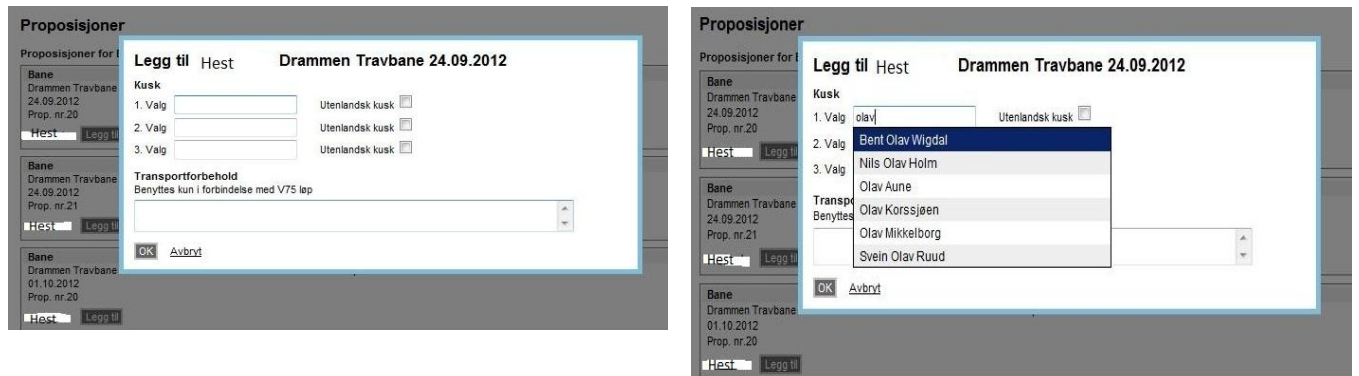 Proposisjoner
Proposisjoner for
Bane
Drammen Travbane
24.09.2012
Prop. nr.20
Hest Legg til
Bane
Drammen Travbane
24.09.2012
Prop. nr.21
Hest Legg til
Bane
Drammen Travbane
01.10.2012
Prop. nr.20
Hest Legg til
Legg til Hest Drammen Travbane 24.09.2012
Kusk
1. Valg Utenlandsk kusk
2. Valg Utenlandsk kusk
3. Valg Utenlandsk kusk
Transportforbehold
Benyttes kun i forbindelse med V75 løp
OK Avbryt
Proposisjoner
Proposisjoner for
Bane
Drammen Travbane
24.09.2012
Prop. nr.20
Hest Legg til
Bane
Drammen Travbane
24.09.2012
Prop. nr.21
Hest Legg til
Bane
Drammen Travbane
01.10.2012
Prop. nr.20
Hest Legg til
Legg til Hest Drammen Travbane 24.09.2012
Kusk
1. Valg olav Utenlandsk kusk
2. Valg
3. Valg
Bent Olav Wigdal
Nils Olav Holm
Olav Aune
Olav Korssjøen
Olav Mikkelborg
Svein Olav Ruud
Transpo
Benyttes
OK Avbryt